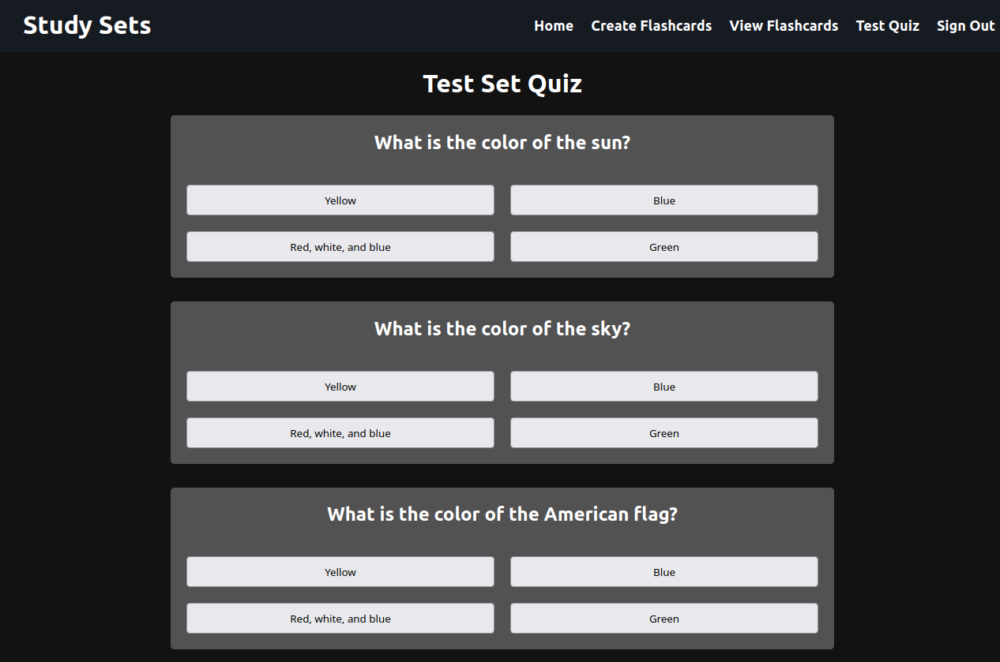 Study Sets
Home Create Flashcards View Flashcards Test Quiz Sign Out
Test Set Quiz
What is the color of the sun?
Yellow Blue
Red, white, and blue Green
What is the color of the sky?
Yellow Blue
Red, white, and blue Green
What is the color of the American flag?
Yellow Blue
Red, white, and blue Green